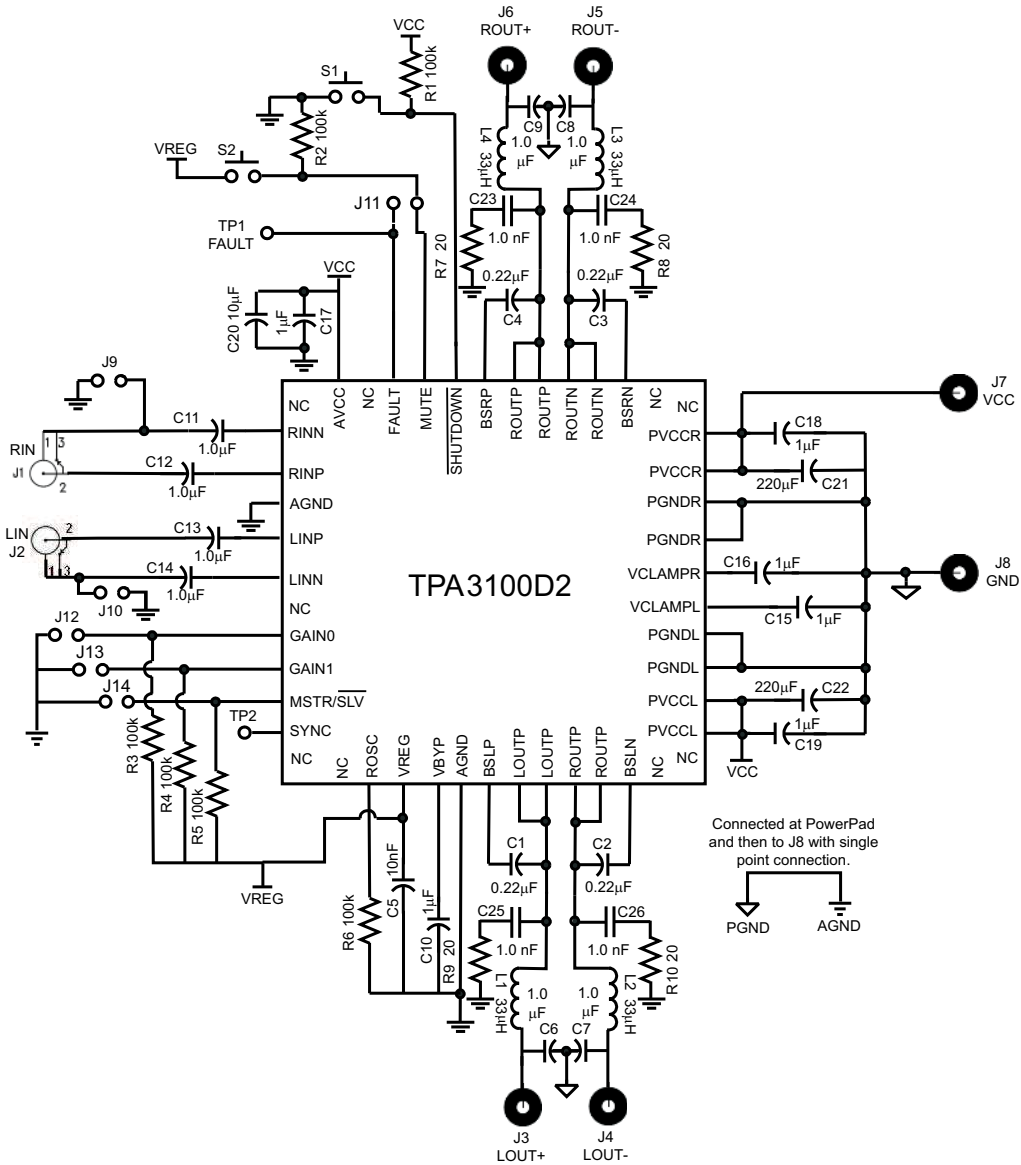 J6
ROUT+
J5
ROUT-
VCC
R1 100k
S1
R2 100k
VREG
S2
C9
C8
L4 33μH
1.0
μF
1.0
μF
L3 33μH
J11
TP1
FAULT
C23
1.0 nF
R7 20
C24
1.0 nF
R8 20
VCC
C20 10μF
1μF
C17
0.22μF
C4
0.22μF
C3
J9
NC
AVCC
NC
FAULT
MUTE
SHUTDOWN
BSRP
ROUTP
ROUTP
ROUTN
ROUTN
BSRN
NC
NC
J7
VCC
RIN
1 3
J1
2
C11
1.0μF
RINN
C12
1.0μF
RINP
AGND
LIN
J2
2
1 3
C13
1.0μF
LINP
C14
1.0μF
LINN
J10
NC
J12
GAIN0
J13
GAIN1
J14
MSTR/SLV
TP2
SYNC
NC
TPA3100D2
PVCCR
C18
1μF
PVCCR
220μF
C21
PGNDR
PGNDR
VCLAMPR
C16
1μF
J8
GND
VCLAMPL
C15
1μF
PGNDL
PGNDL
PVCCL
220μF
C22
PVCCL
1μF
C19
NC
VCC
NC
ROSC
VREG
VBYP
AGND
BSLP
LOUTP
LOUTP
ROUTP
ROUTP
BSLN
NC
R3 100k
R4 100k
R5 100k
VREG
R6 100k
C5
10nF
C10
1μF
R9 20
C1
0.22μF
C2
0.22μF
C25
1.0 nF
C26
1.0 nF
R10 20
L1 33μH
1.0
μF
1.0
μF
L2 33μH
C6
C7
Connected at PowerPad
and then to J8 with single
point connection.
PGND
AGND
J3
LOUT+
J4
LOUT-